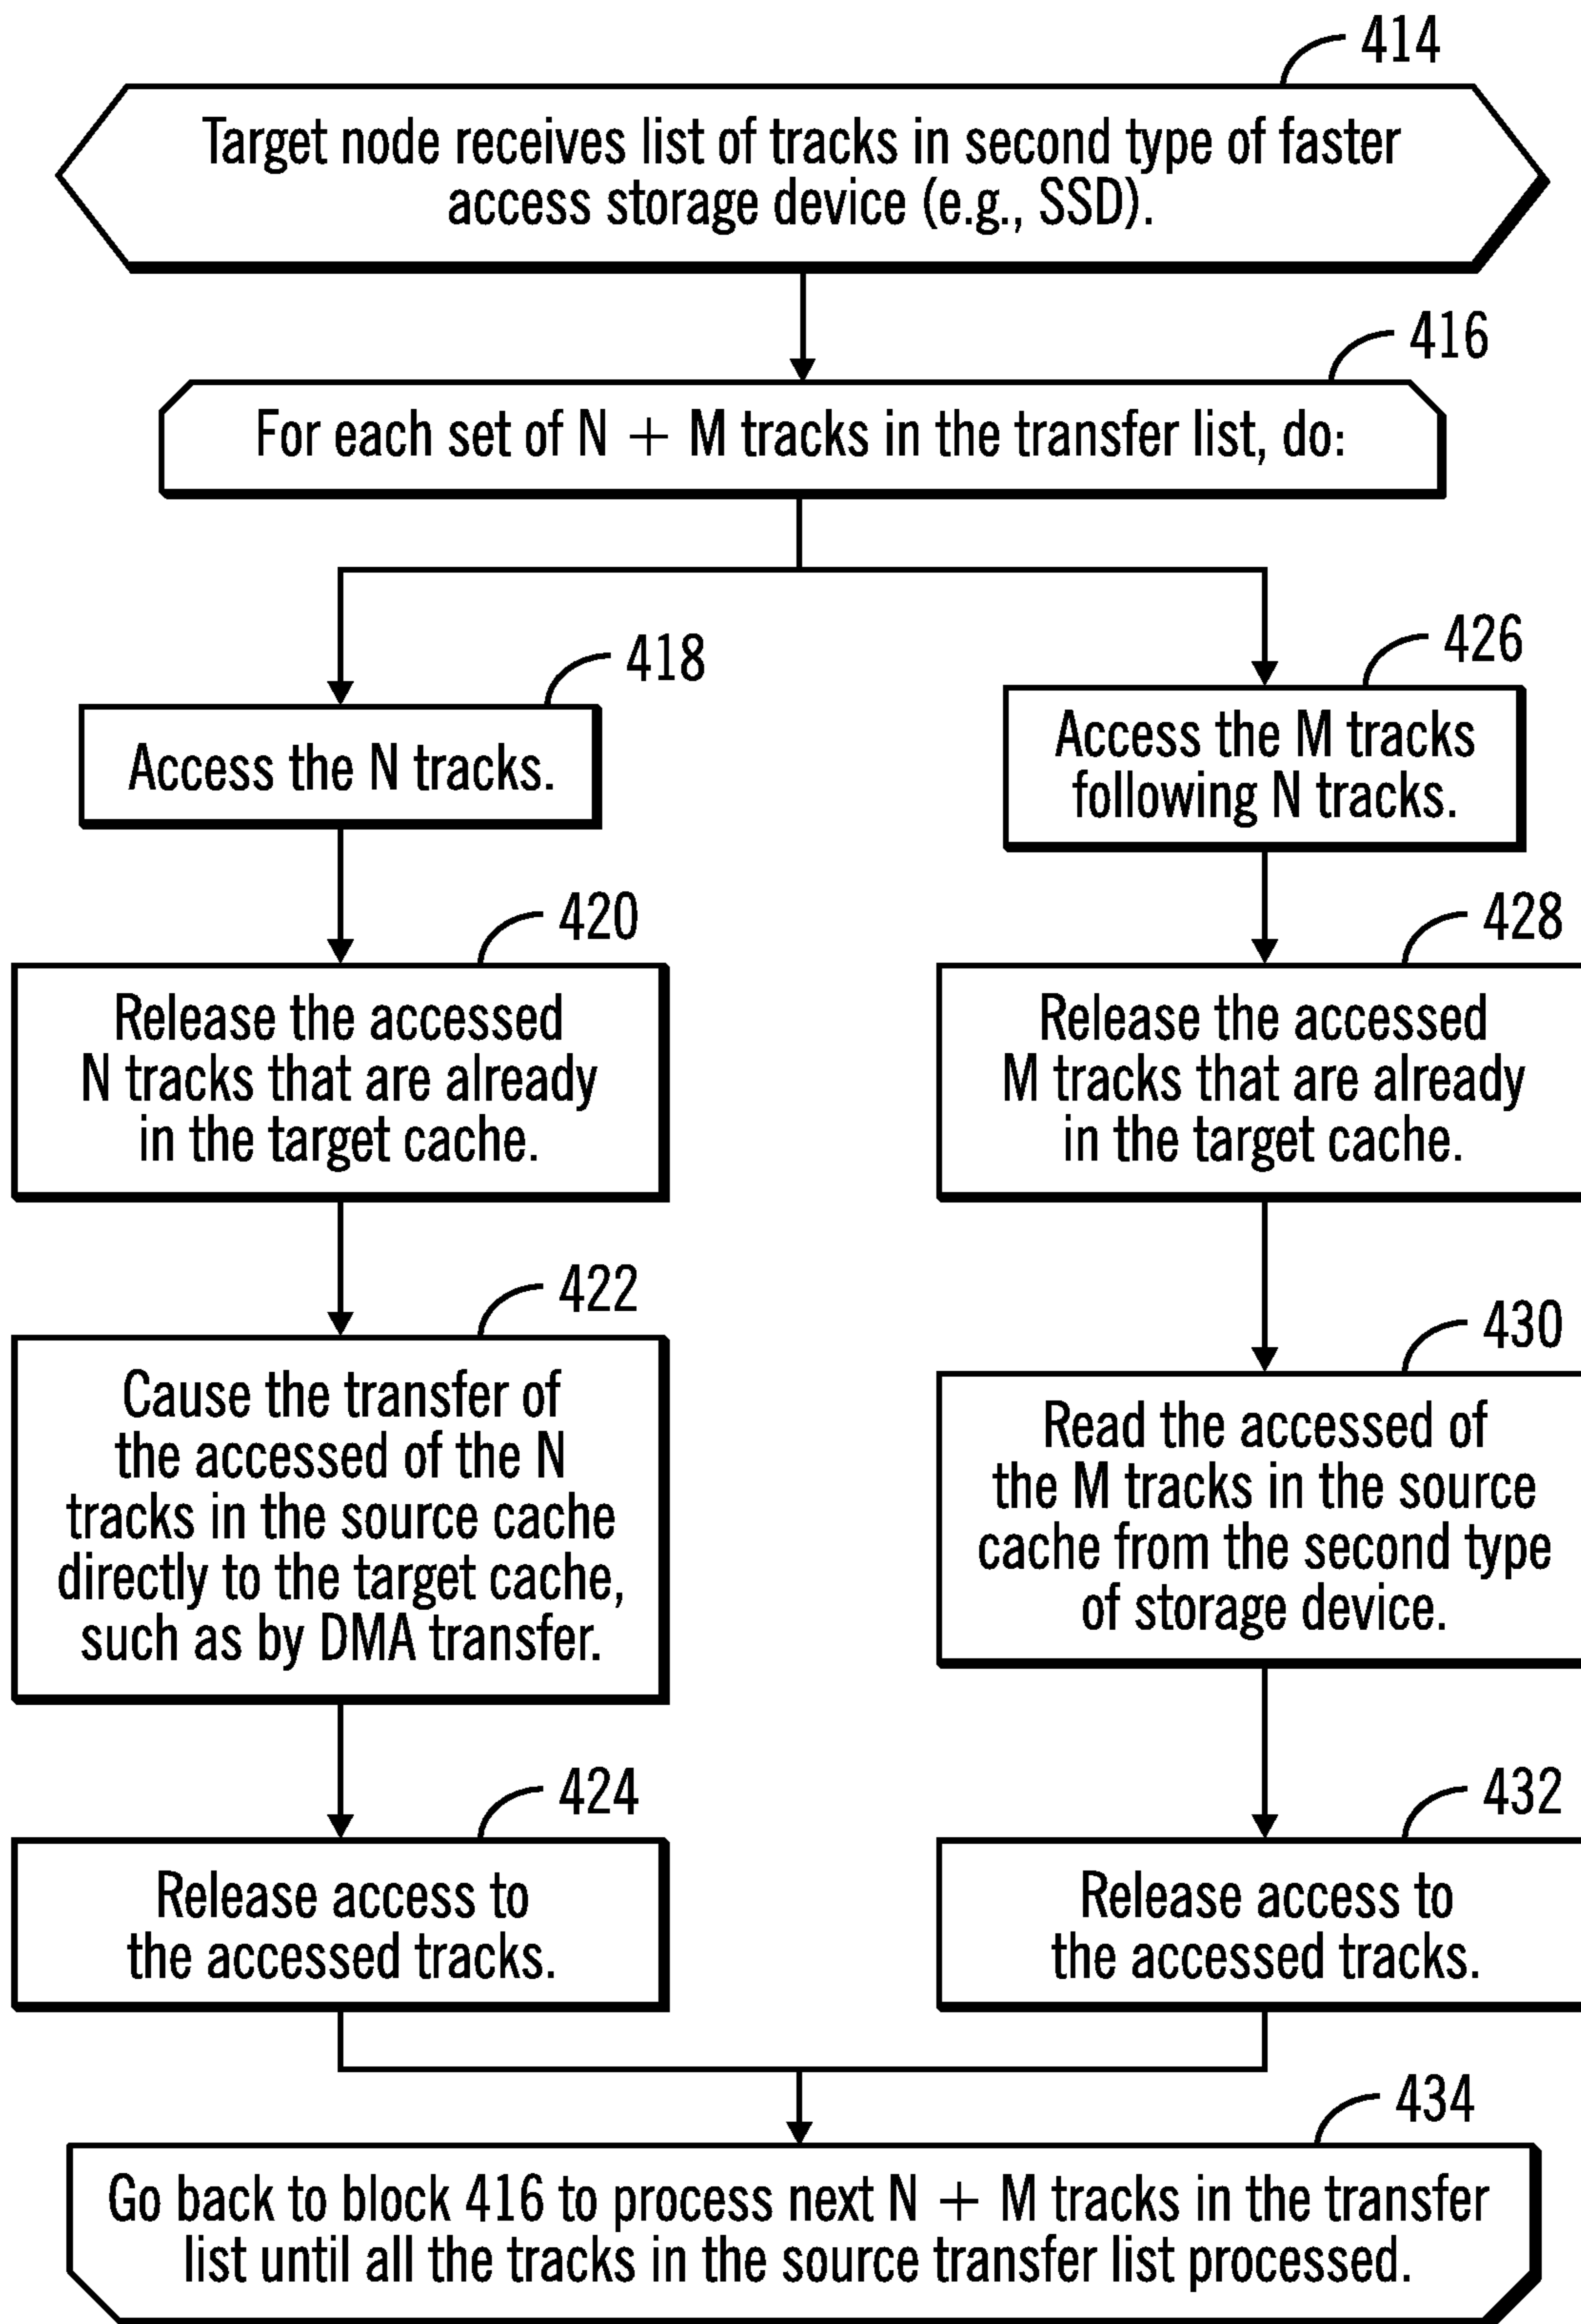 414
Target node receives list of tracks in second type of faster
access storage device (e.g., SSD).
416
For each set of N + M tracks in the transfer list, do:
418
Access the N tracks.
420
Release the accessed
N tracks that are already
in the target cache.
422
Cause the transfer of
the accessed of the N
tracks in the source cache
directly to the target cache,
such as by DMA transfer.
424
Release access to
the accessed tracks.
426
Access the M tracks
following N tracks.
428
Release the accessed
M tracks that are already
in the target cache.
430
Read the accessed of
the M tracks in the source
cache from the second type
of storage device.
432
Release access to
the accessed tracks.
434
Go back to block 416 to process next N + M tracks in the transfer
list until all the tracks in the source transfer list processed.